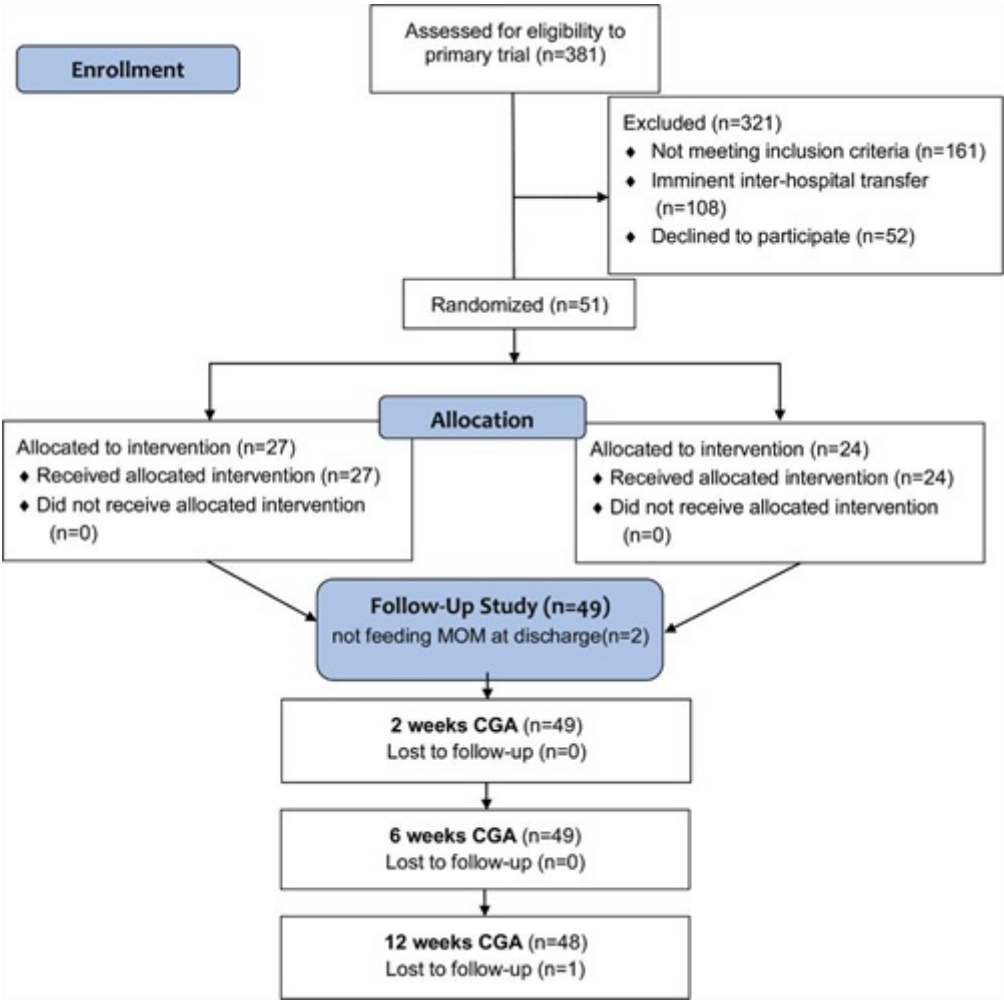 Assessed for eligibility to
primary trial (n=381)
Enrollment
Excluded (n=321)
♦ Not meeting inclusion criteria (n=161)
♦ Imminent inter-hospital transfer
(n=108)
♦ Declined to participate (n=52)
Randomized (n=51)
Allocation
Allocated to intervention (n=27)
♦ Received allocated intervention (n=27)
♦ Did not receive allocated intervention
(n=0)
Allocated to intervention (n=24)
♦ Received allocated intervention (n=24)
♦ Did not receive allocated intervention
(n=0)
Follow-Up Study (n=49)
not feeding MOM at discharge(n=2)
2 weeks CGA (n=49)
Lost to follow-up (n=0)
6 weeks CGA (n=49)
Lost to follow-up (n=0)
12 weeks CGA (n=48)
Lost to follow-up (n=1)